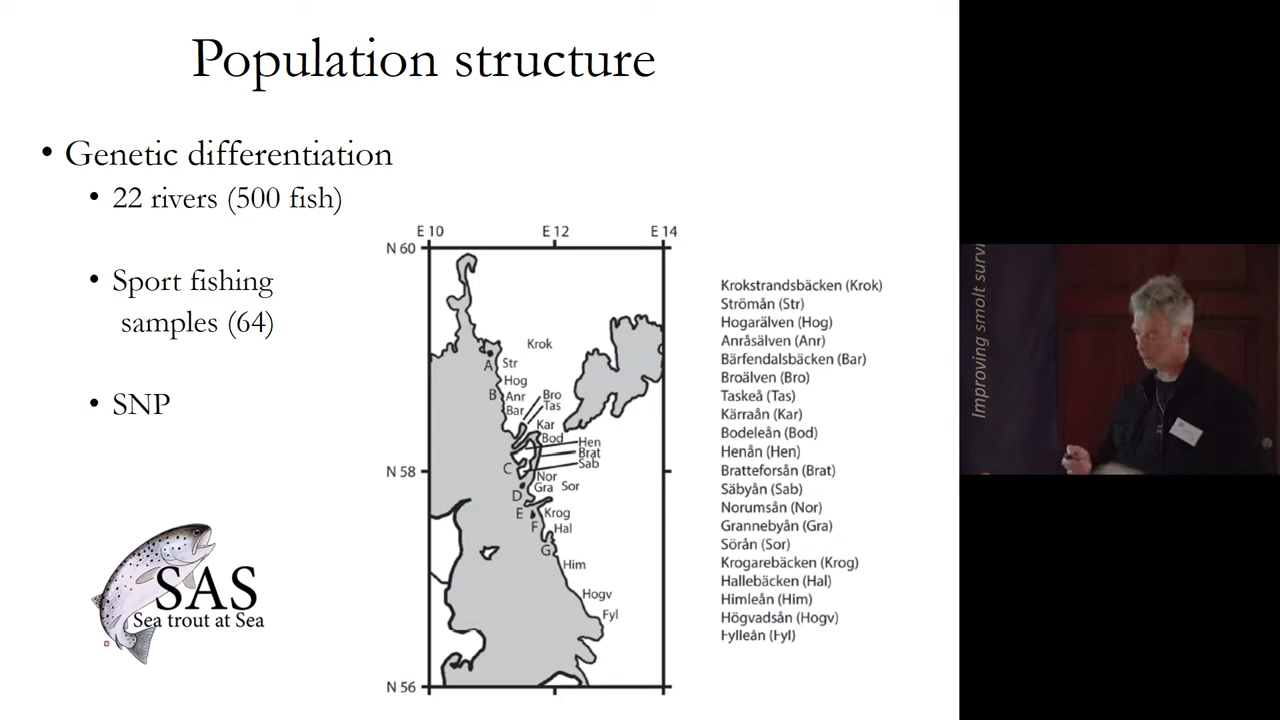 Population structure
• Genetic differentiation
• 22 rivers (500 fish)
• Sport fishing
samples (64)
• SNP
E 10 E 12 E 14
N 60
N 58
N 56
Krok
A Str
Hog
B Anr
Bar
Bro
Tas
Kar
Bod
Hen
Brat
Sab
C
Nor
D Gra Sor
E Krog
F Hal
G
Him
Hogv
Fyl
Krokstrandsbäcken (Krok)
Strömån (Str)
Hogarälven (Hog)
Anråsälven (Anr)
Bärfendalsbäcken (Bar)
Broälven (Bro)
Taskeå (Tas)
Kärraån (Kar)
Bodeleån (Bod)
Henån (Hen)
Bratteforsån (Brat)
Säbyån (Sab)
Norumsån (Nor)
Grannebyån (Gra)
Sörån (Sor)
Krogarebäcken (Krog)
Hallebäcken (Hal)
Himleån (Him)
Högvadsån (Hogv)
Fylleån (Fyl)
SAS
Sea trout at Sea
Improving smolt